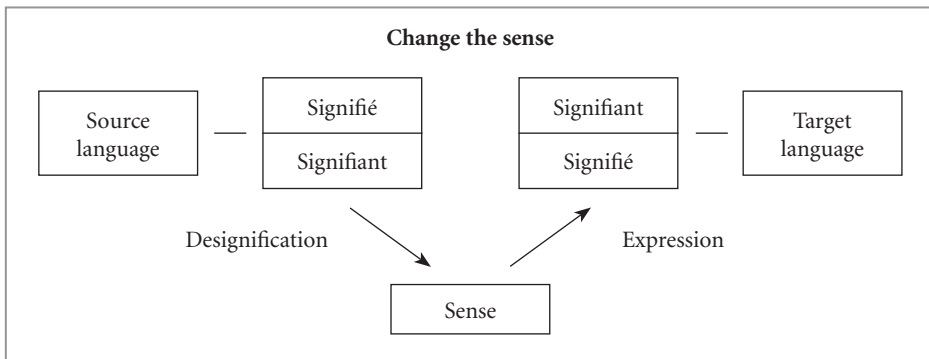 Change the sense
Source
language
Signifié
Signifiant
Signifiant
Signifié
Target
language
Designification
Expression
Sense